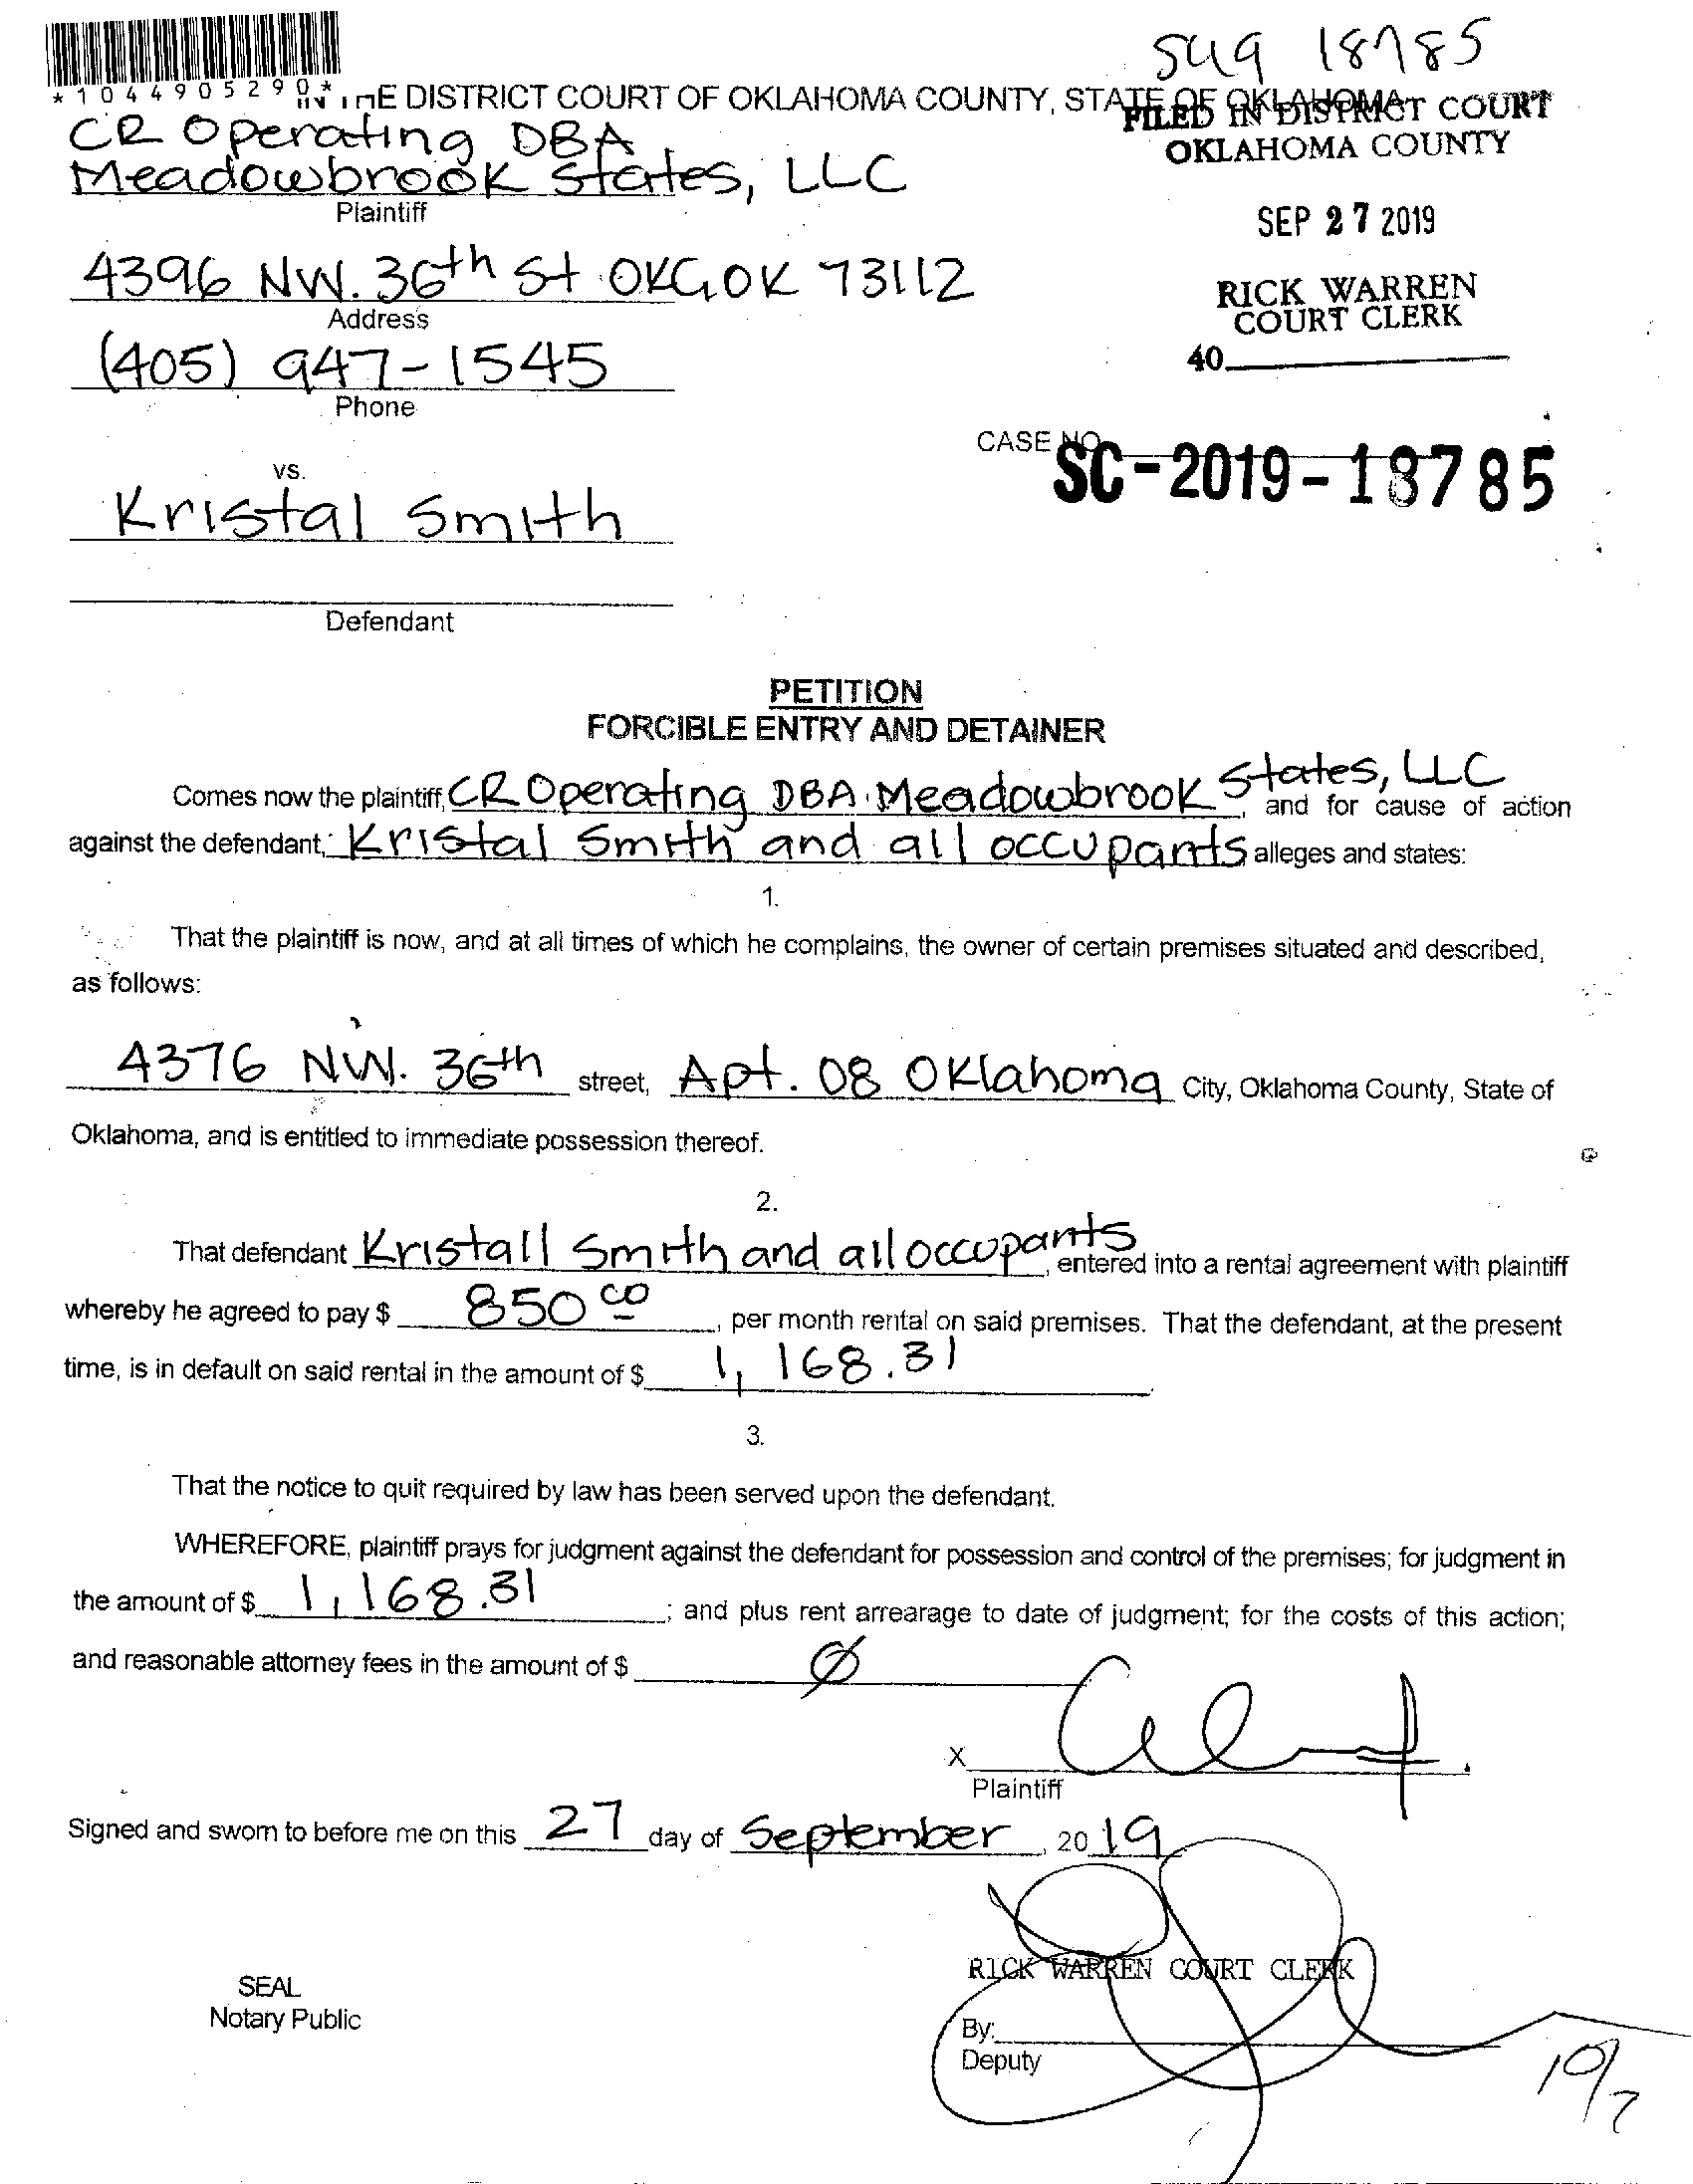 SU9 18785
*1044905290*
THE DISTRICT COURT OF OKLAHOMA COUNTY, STATE OF OKLAHOMA
FILED IN DISTRICT COURT
OKLAHOMA COUNTY
CR Operating DBA
Meadowbrook States, LLC
Plaintiff
SEP 27 2019
4396 NW. 36th St OKC, OK 73112
Address
RICK WARREN
COURT CLERK
(405) 947-1545
Phone
40
CASE NO.
SC-2019-18785
vs.
Kristal Smith
Defendant
PETITION
FORCIBLE ENTRY AND DETAINER
Comes now the plaintiff, CR Operating DBA Meadowbrook States, LLC, and for cause of action
against the defendant, Kristal Smith and all occupants alleges and states:
1.
That the plaintiff is now, and at all times of which he complains, the owner of certain premises situated and described,
as follows:
4376 NW. 36th street, Apt. 08 Oklahoma City, Oklahoma County, State of
Oklahoma, and is entitled to immediate possession thereof.
2.
That defendant Kristall Smith and all occupants, entered into a rental agreement with plaintiff
whereby he agreed to pay $ 850 00, per month rental on said premises. That the defendant, at the present
time, is in default on said rental in the amount of $ 1,168.31
3.
That the notice to quit required by law has been served upon the defendant.
WHEREFORE, plaintiff prays for judgment against the defendant for possession and control of the premises; for judgment in
the amount of $ 1,168.31; and plus rent arrearage to date of judgment; for the costs of this action;
and reasonable attorney fees in the amount of $ Ø
X
Plaintiff
Signed and sworn to before me on this 27 day of September, 20 19
RICK WARREN COURT CLERK
SEAL
Notary Public
By:
Deputy
10/7